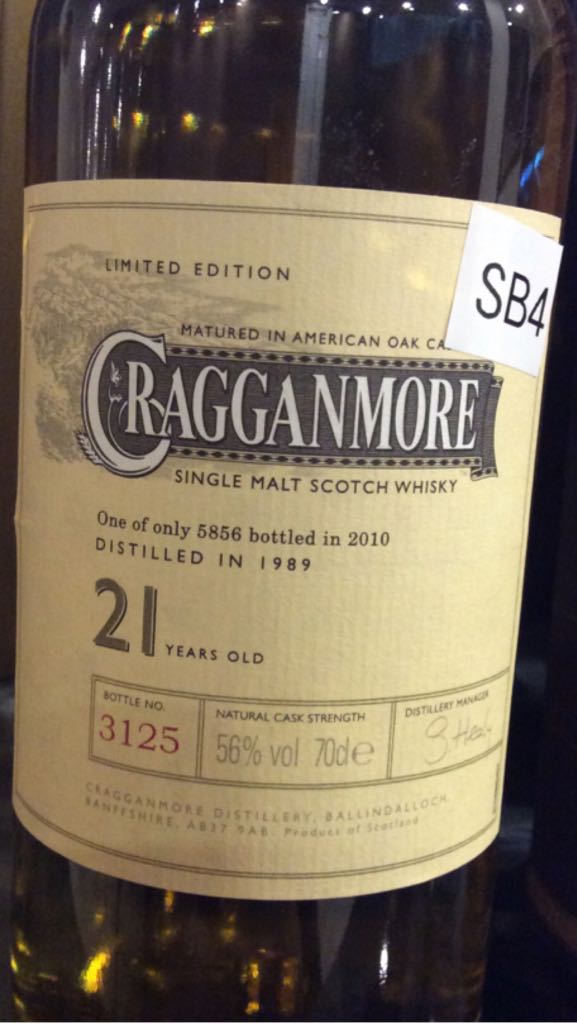 SB4
LIMITED EDITION
MATURED IN AMERICAN OAK
CRAGGANMORE
SINGLE MALT SCOTCH WHISKY
One of only 5856 bottled in 2010
DISTILLED IN 1989
21 YEARS OLD
BOTTLE NO.
3125
NATURAL CASK STRENGTH
56% vol 70cl e
DISTILLERY MANAGER
CRAGGANMORE DISTILLERY, BALLINDALLOCH,
BANFFSHIRE, AB37 9AB. Product of Scotland